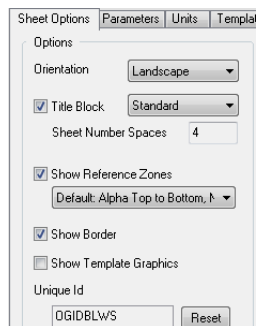 Sheet Options Parameters Units Templat
Options
Orientation Landscape
Title Block Standard
Sheet Number Spaces 4
Show Reference Zones
Default: Alpha Top to Bottom, N
Show Border
Show Template Graphics
Unique Id
OGIDBLWS Reset